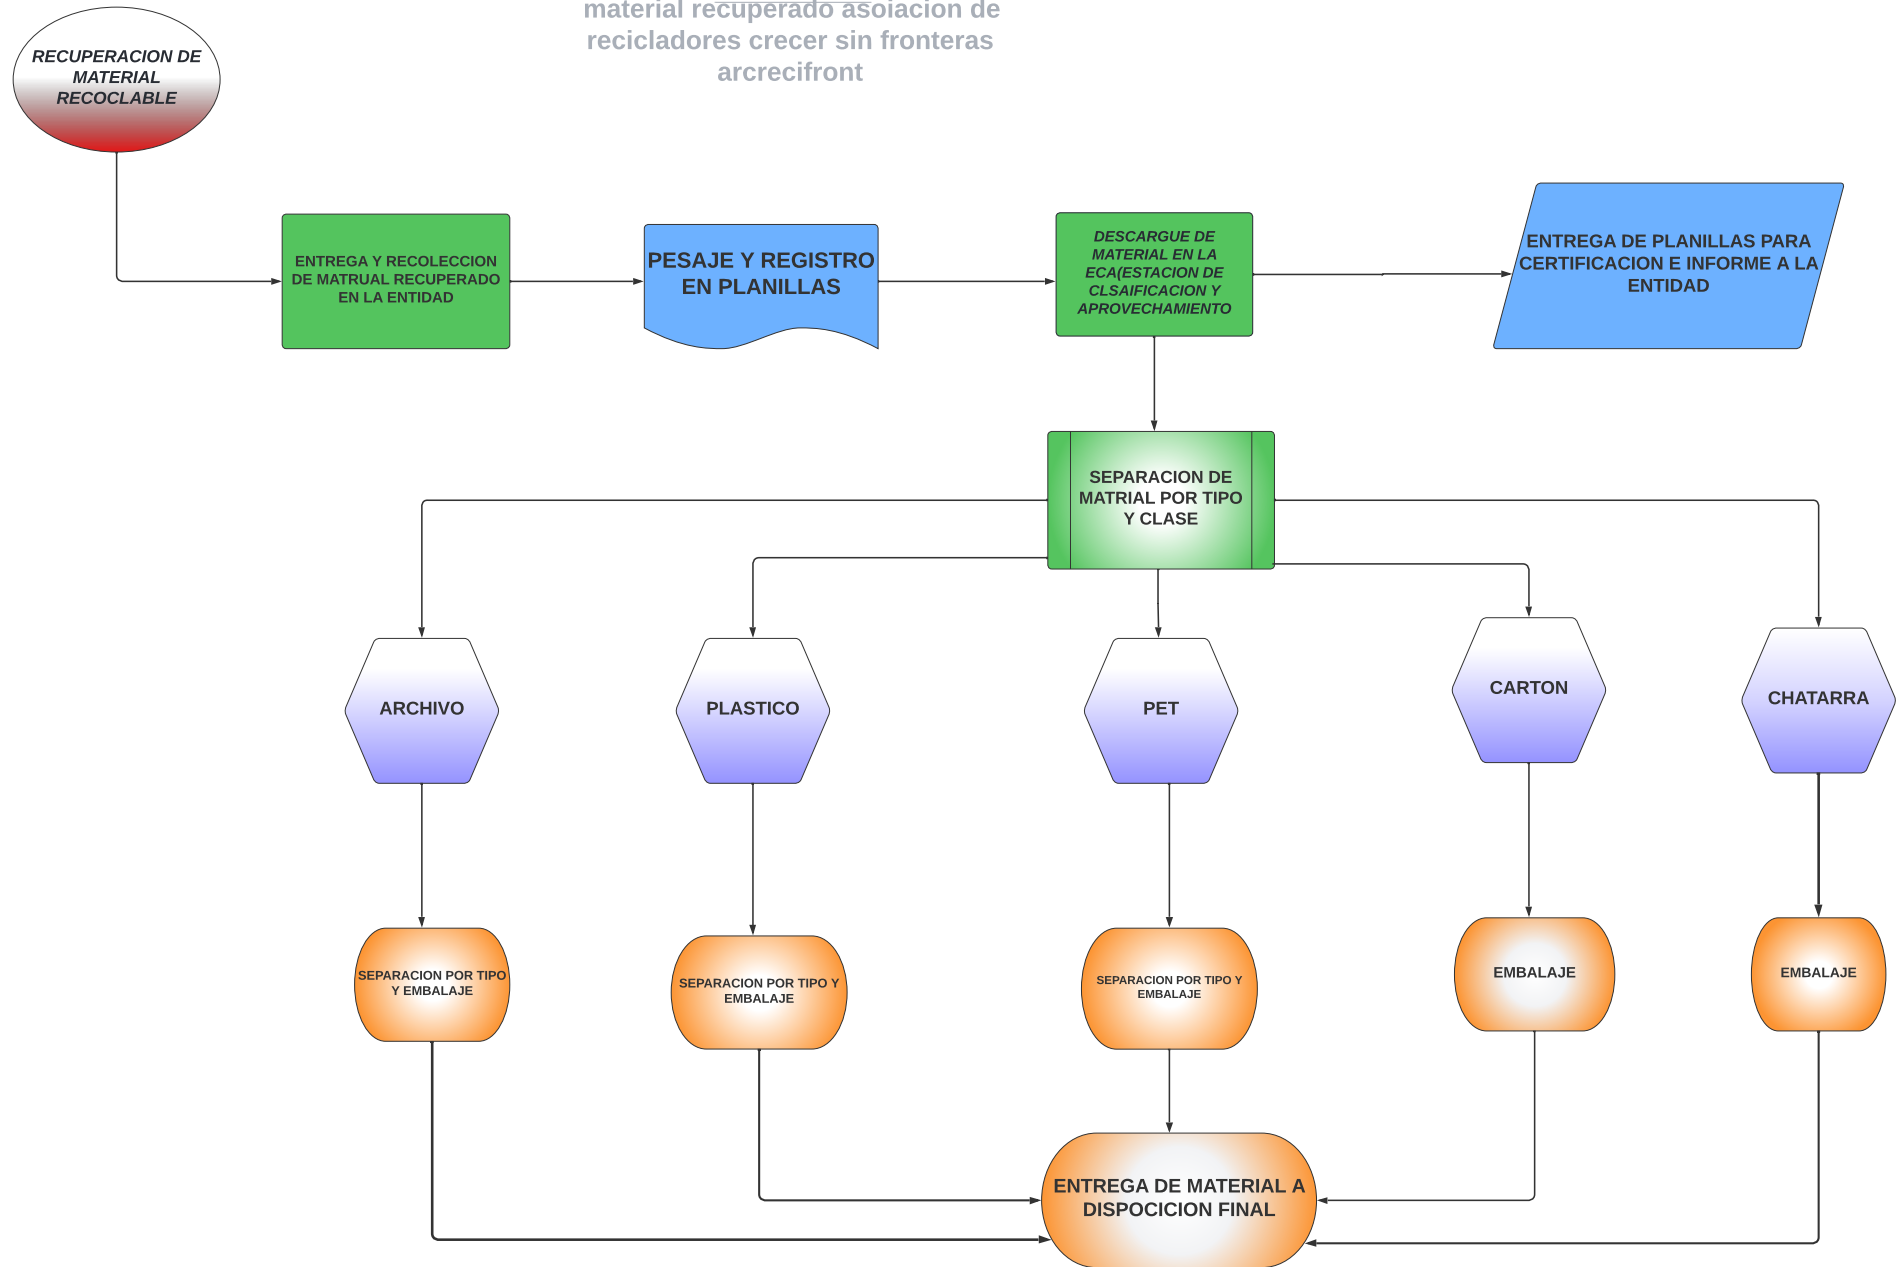 material recuperado asoiacion de
recicladores crecer sin fronteras
arcrecifront
RECUPERACION DE
MATERIAL
RECOCLABLE
ENTREGA Y RECOLECCION
DE MATRUAL RECUPERADO
EN LA ENTIDAD
PESAJE Y REGISTRO
EN PLANILLAS
DESCARGUE DE
MATERIAL EN LA
ECA(ESTACION DE
CLSAIFICACION Y
APROVECHAMIENTO
ENTREGA DE PLANILLAS PARA
CERTIFICACION E INFORME A LA
ENTIDAD
SEPARACION DE
MATRIAL POR TIPO
Y CLASE
ARCHIVO
PLASTICO
PET
CARTON
CHATARRA
SEPARACION POR TIPO
Y EMBALAJE
SEPARACION POR TIPO Y
EMBALAJE
SEPARACION POR TIPO Y
EMBALAJE
EMBALAJE
EMBALAJE
ENTREGA DE MATERIAL A
DISPOCICION FINAL